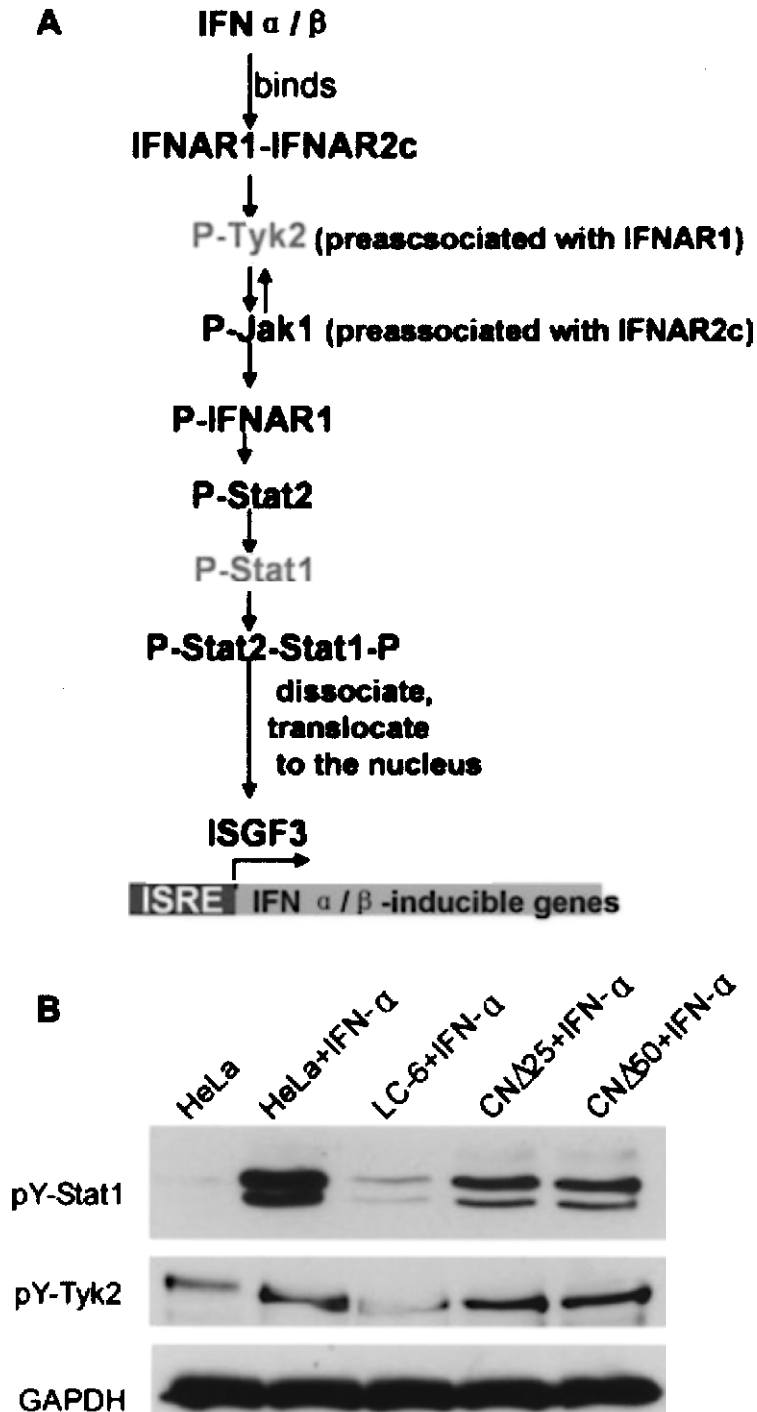 A
IFN α / β
binds
IFNAR1-IFNAR2c
P-Tyk2 (preascsociated with IFNAR1)
P-Jak1 (preassociated with IFNAR2c)
P-IFNAR1
P-Stat2
P-Stat1
P-Stat2-Stat1-P
dissociate,
translocate
to the nucleus
ISGF3
ISRE IFN α / β -inducible genes
B
HeLa
HeLa+IFN-α
LC-6+IFN-α
CNΔ25+IFN-α
CNΔ50+IFN-α
pY-Stat1
pY-Tyk2
GAPDH